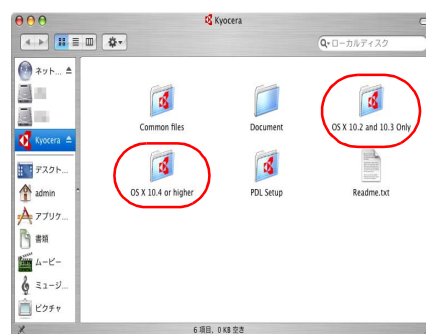 Kyocera
ローカルディスク
ネット...
Kyocera
デスクト...
admin
アプリケ...
書類
ムービー
ミュージ...
ピクチャ
Common files
Document
OS X 10.2 and 10.3 Only
OS X 10.4 or higher
PDL Setup
Readme.txt
6 項目、0 KB 空き